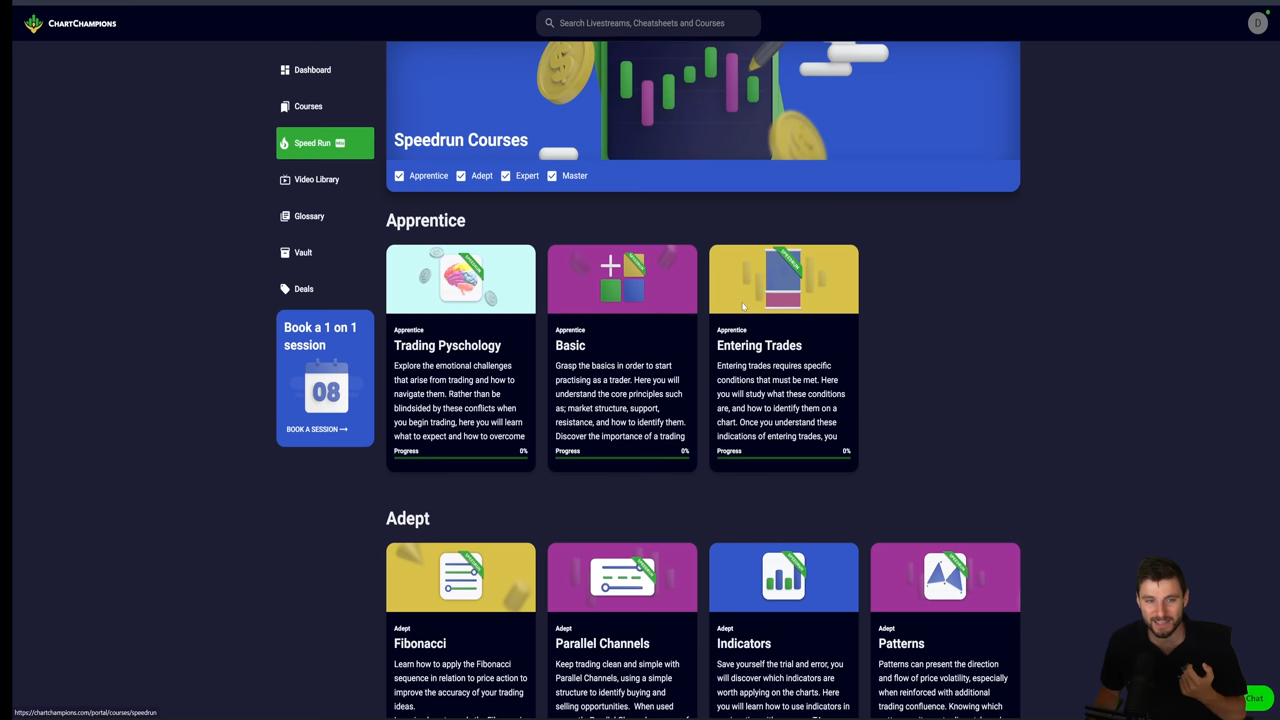 ChartChampions
Search Livestreams, Cheatsheets and Courses
D
Dashboard
Courses
Speed Run
Video Library
Glossary
Vault
Deals
Book a 1 on 1
session
08
BOOK A SESSION
Speedrun Courses
Apprentice
Adept
Expert
Master
Apprentice
Apprentice
Trading Pyschology
Explore the emotional challenges
that arise from trading and how to
navigate them. Rather than be
blindsided by these conflicts when
you begin trading, here you will learn
what to expect and how to overcome
Progress 0%
Apprentice
Basic
Grasp the basics in order to start
practising as a trader. Here you will
understand the core principles such
as; market structure, support,
resistance, and how to identify them.
Discover the importance of a trading
Progress 0%
Apprentice
Entering Trades
Entering trades requires specific
conditions that must be met. Here
you will study what these conditions
are, and how to identify them on a
chart. Once you understand these
indications of entering trades, you
Progress 0%
Adept
Adept
Fibonacci
Learn how to apply the Fibonacci
sequence in relation to price action to
improve the accuracy of your trading
ideas.
Adept
Parallel Channels
Keep trading clean and simple with
Parallel Channels, using a simple
structure to identify buying and
selling opportunities. When used
Adept
Indicators
Save yourself the trial and error, you
will discover which indicators are
worth applying on the charts. Here
you will learn how to use indicators in
Adept
Patterns
Patterns can present the direction
and flow of price volatility, especially
when reinforced with additional
trading confluence. Knowing which
Chat
https://chartchampions.com/portal/courses/speedrun